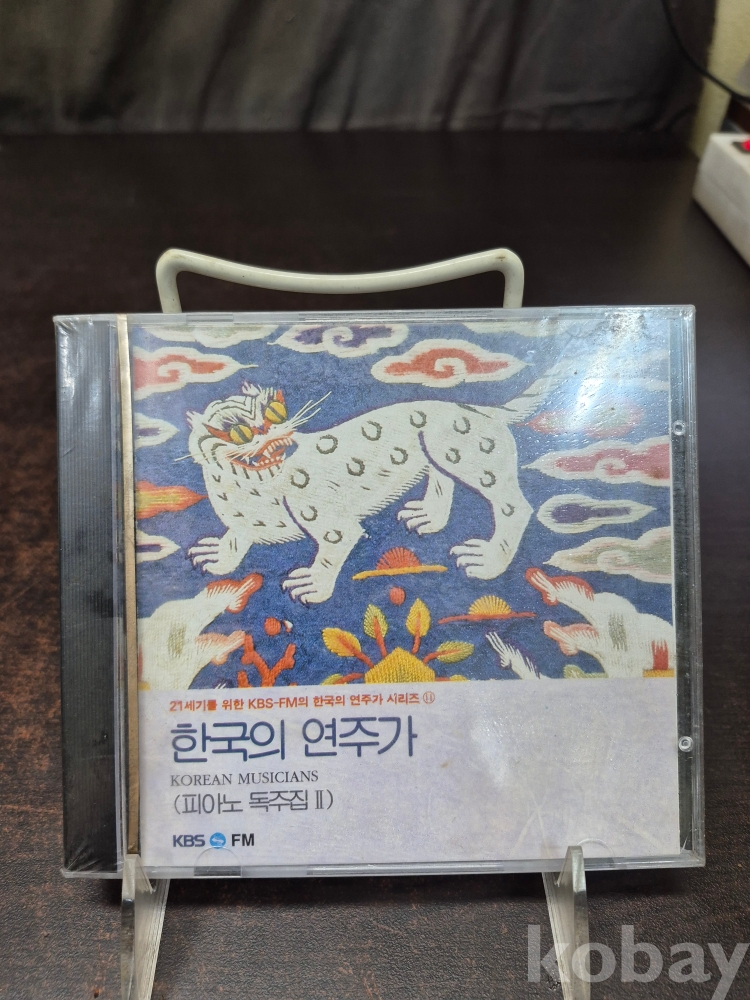 21세기를 위한 KBS-FM의 한국의 연주가 시리즈 ⑪
한국의 연주가
KOREAN MUSICIANS
(피아노 독주집 Ⅱ)
KBS FM
kobay